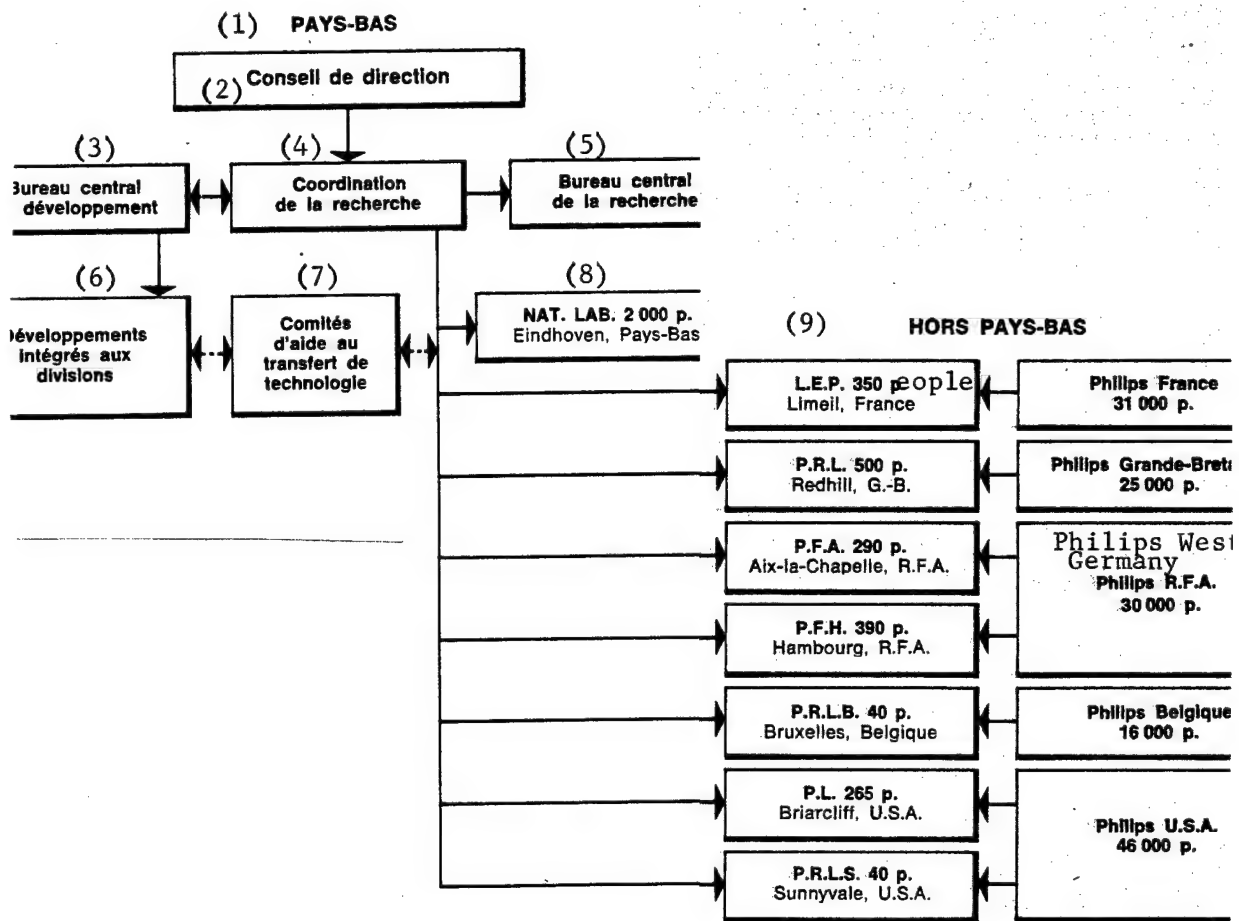 (1) PAYS-BAS
Conseil de direction
(2)
(3)
(4)
(5)
Bureau central
développement
Coordination
de la recherche
Bureau central
de la recherche
(6)
(7)
(8)
Développements
intégrés aux
divisions
Comités
d'aide au
transfert de
technologie
NAT. LAB. 2 000 p.
Eindhoven, Pays-Bas
(9) HORS PAYS-BAS
L.E.P. 350 people
Limeil, France
Philips France
31 000 p.
P.R.L. 500 p.
Redhill, G.-B.
Philips Grande-Breta
25 000 p.
P.F.A. 290 p.
Aix-la-Chapelle, R.F.A.
Philips West
Germany
Philips R.F.A.
30 000 p.
P.F.H. 390 p.
Hambourg, R.F.A.
P.R.L.B. 40 p.
Bruxelles, Belgique
Philips Belgique
16 000 p.
P.L. 265 p.
Briarcliff, U.S.A.
Philips U.S.A.
46 000 p.
P.R.L.S. 40 p.
Sunnyvale, U.S.A.